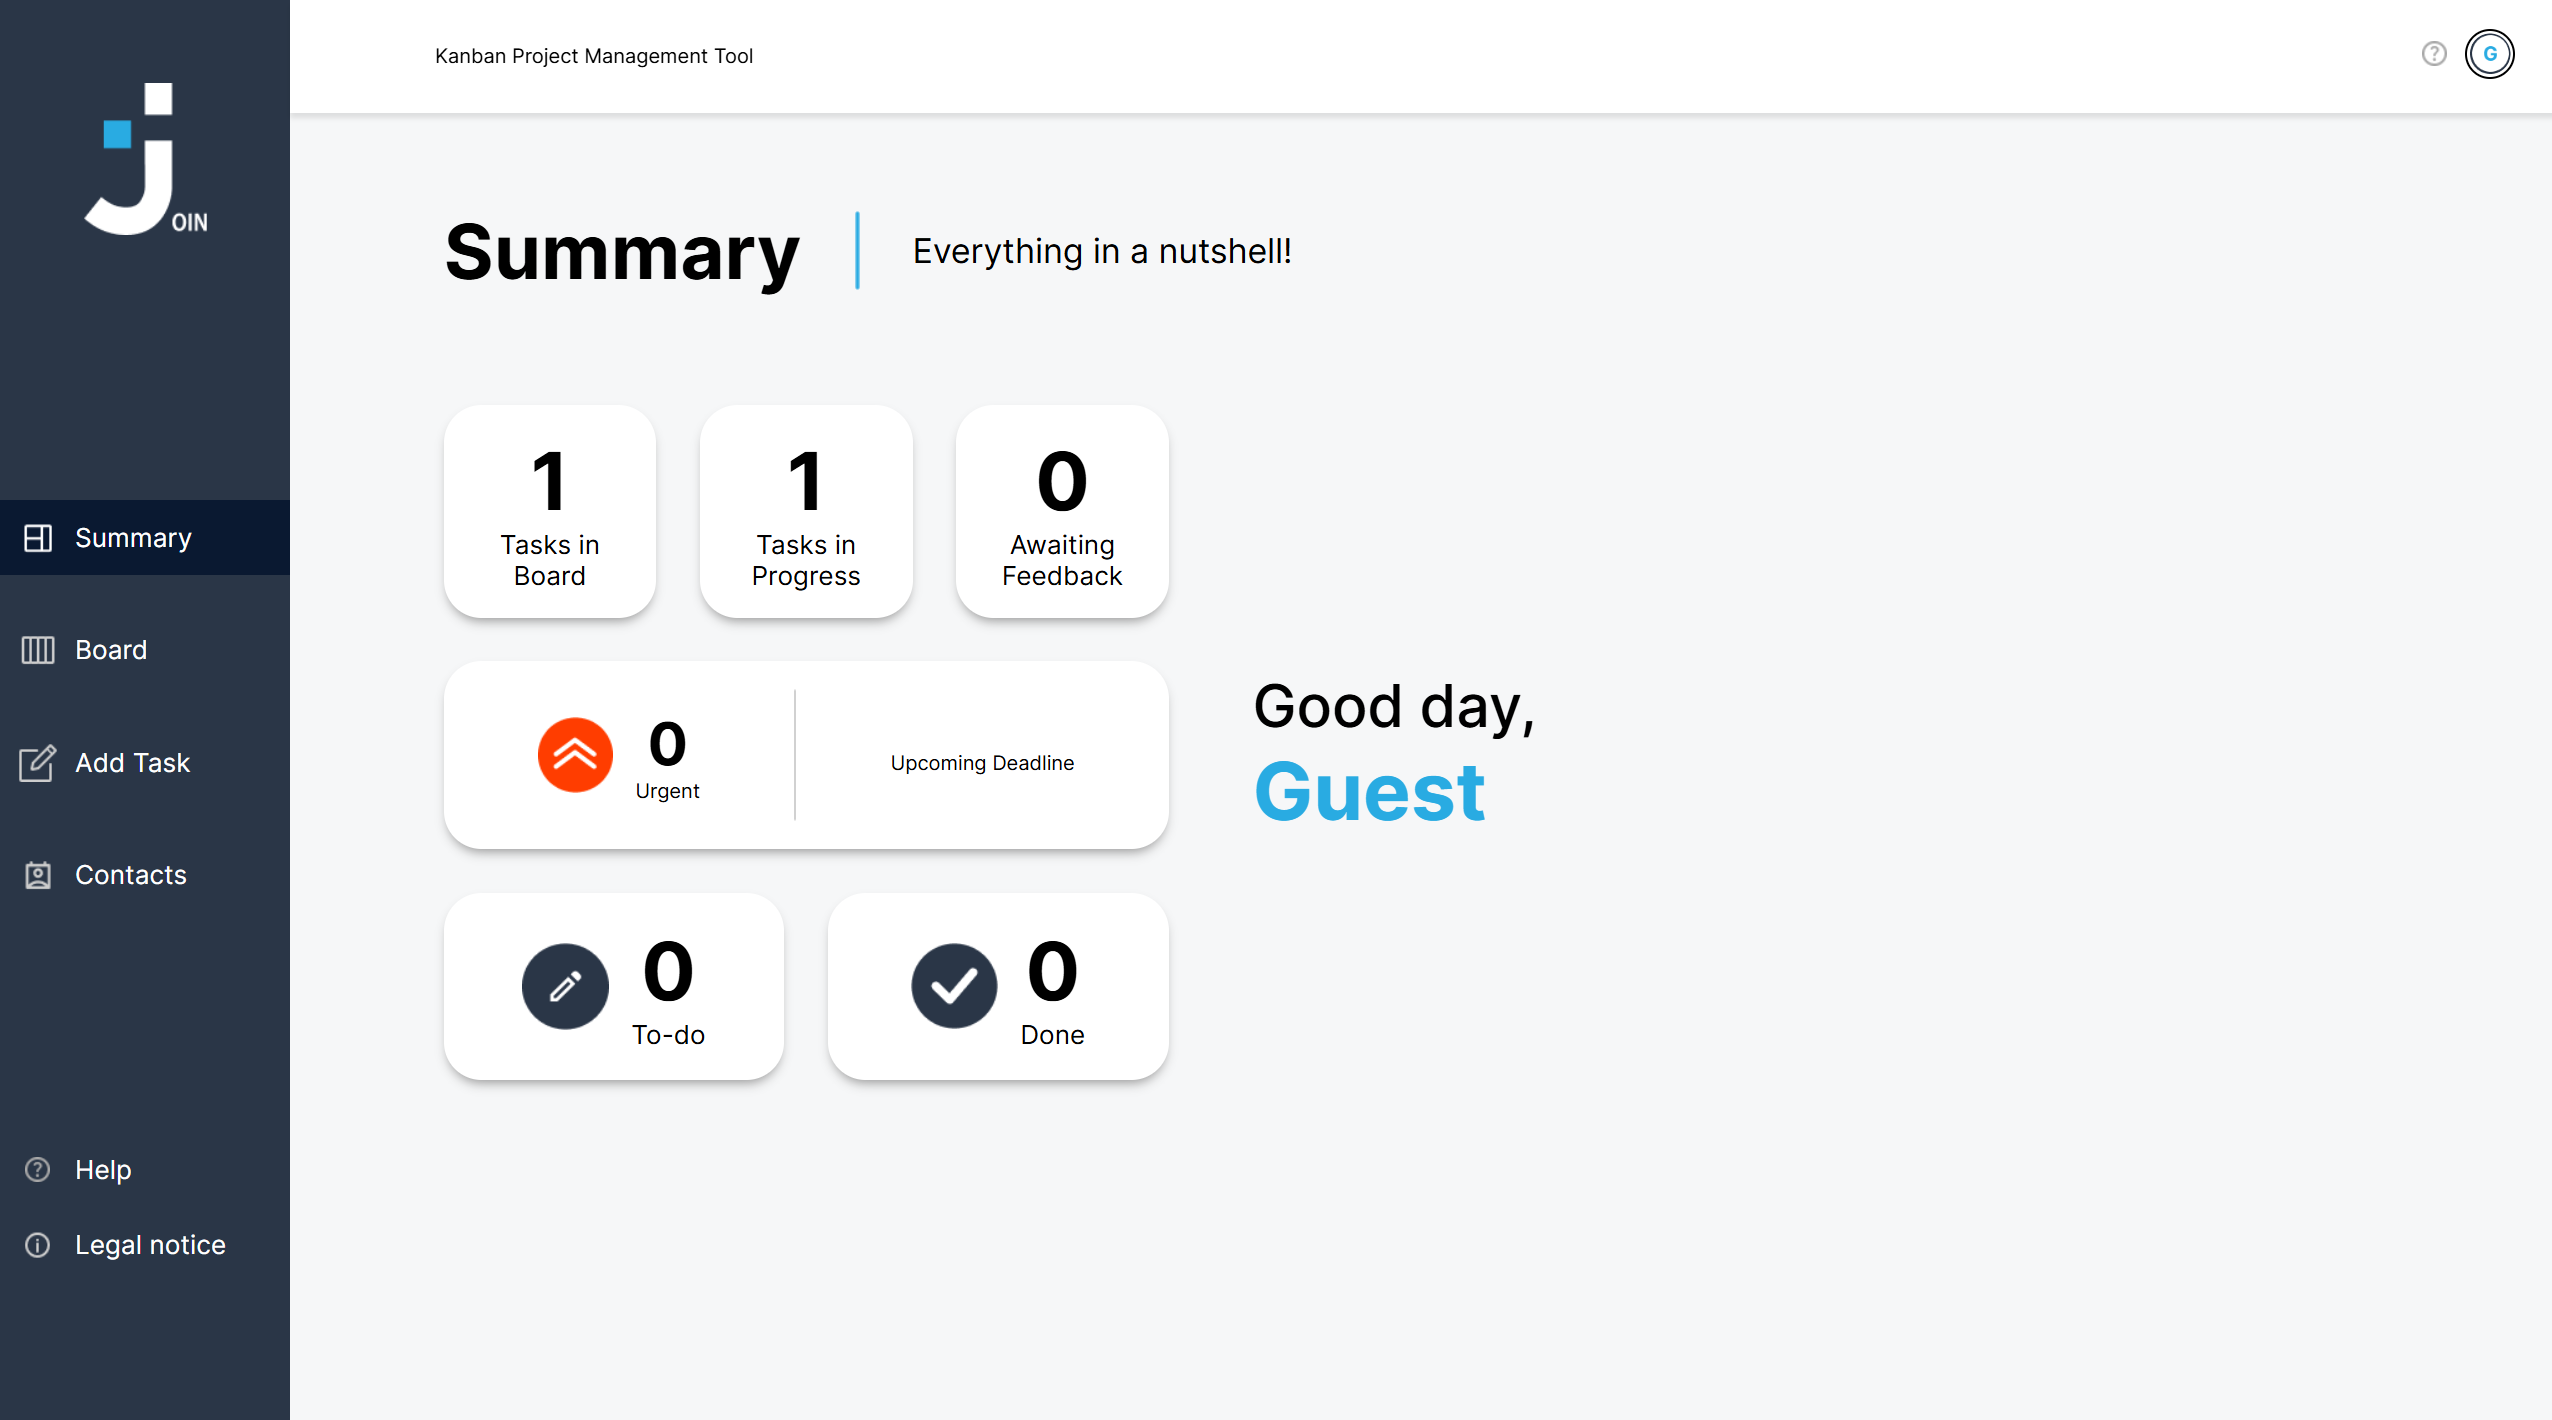 OIN
Kanban Project Management Tool
G
Summary
Everything in a nutshell!
Summary
Board
Add Task
Contacts
Help
Legal notice
1
Tasks in
Board
1
Tasks in
Progress
0
Awaiting
Feedback
0
Urgent
Upcoming Deadline
0
To-do
0
Done
Good day,
Guest